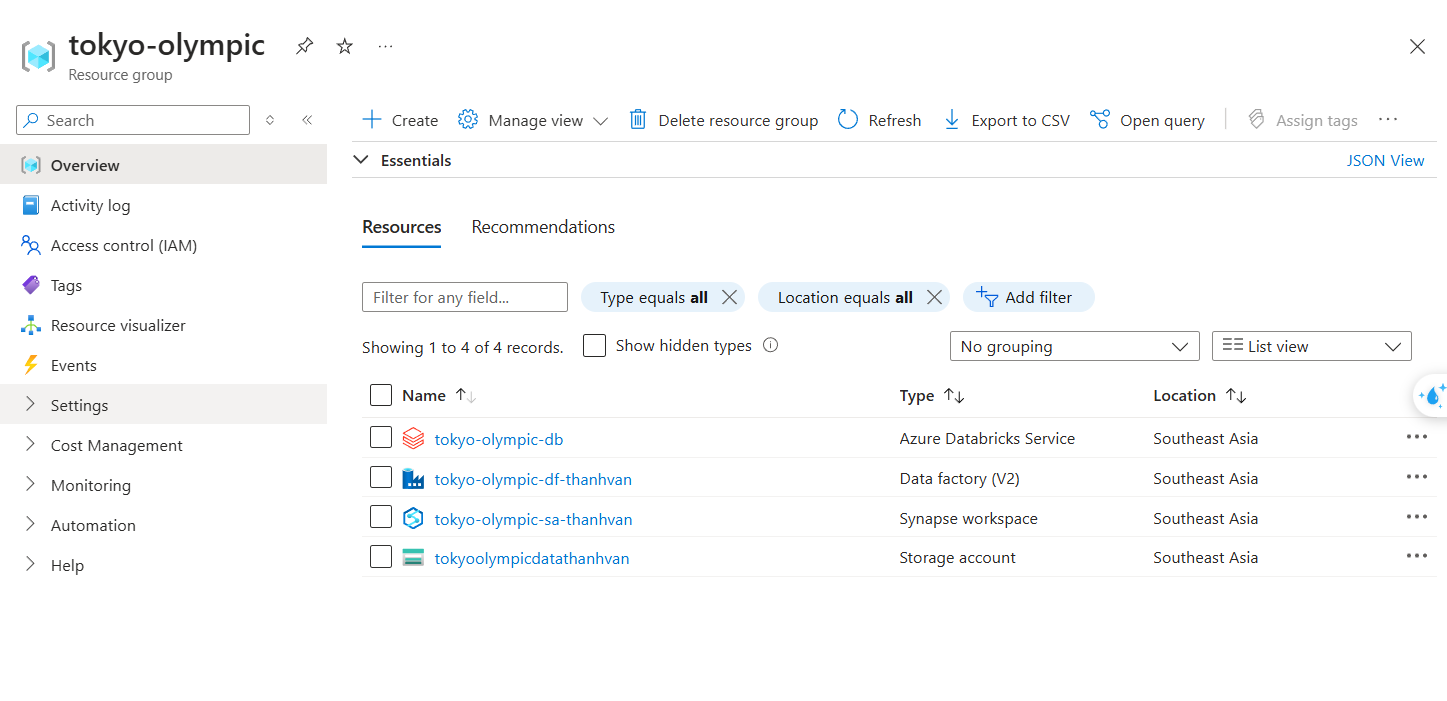 tokyo-olympic
Resource group
Search
Overview
Activity log
Access control (IAM)
Tags
Resource visualizer
Events
Settings
Cost Management
Monitoring
Automation
Help
Create
Manage view
Delete resource group
Refresh
Export to CSV
Open query
Assign tags
Essentials
JSON View
Resources
Recommendations
Filter for any field...
Type equals all
Location equals all
Add filter
Showing 1 to 4 of 4 records.
Show hidden types
No grouping
List view
Name Type Location
tokyo-olympic-db Azure Databricks Service Southeast Asia
tokyo-olympic-df-thanhvan Data factory (V2) Southeast Asia
tokyo-olympic-sa-thanhvan Synapse workspace Southeast Asia
tokyoolympicdatathanhvan Storage account Southeast Asia